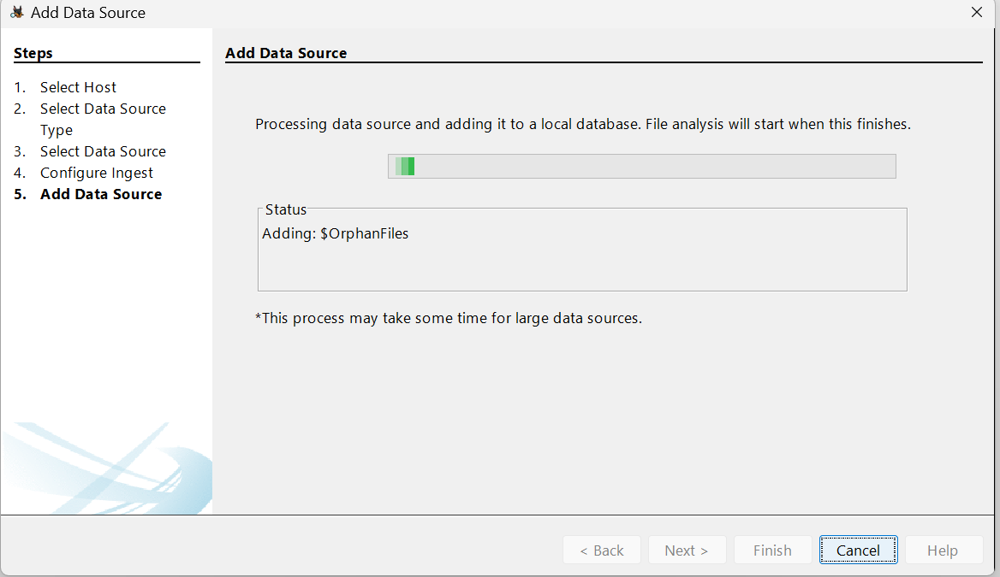 Add Data Source
Steps
1. Select Host
2. Select Data Source
Type
3. Select Data Source
4. Configure Ingest
5. Add Data Source
Add Data Source
Processing data source and adding it to a local database. File analysis will start when this finishes.
Status
Adding: $OrphanFiles
*This process may take some time for large data sources.
< Back
Next >
Finish
Cancel
Help